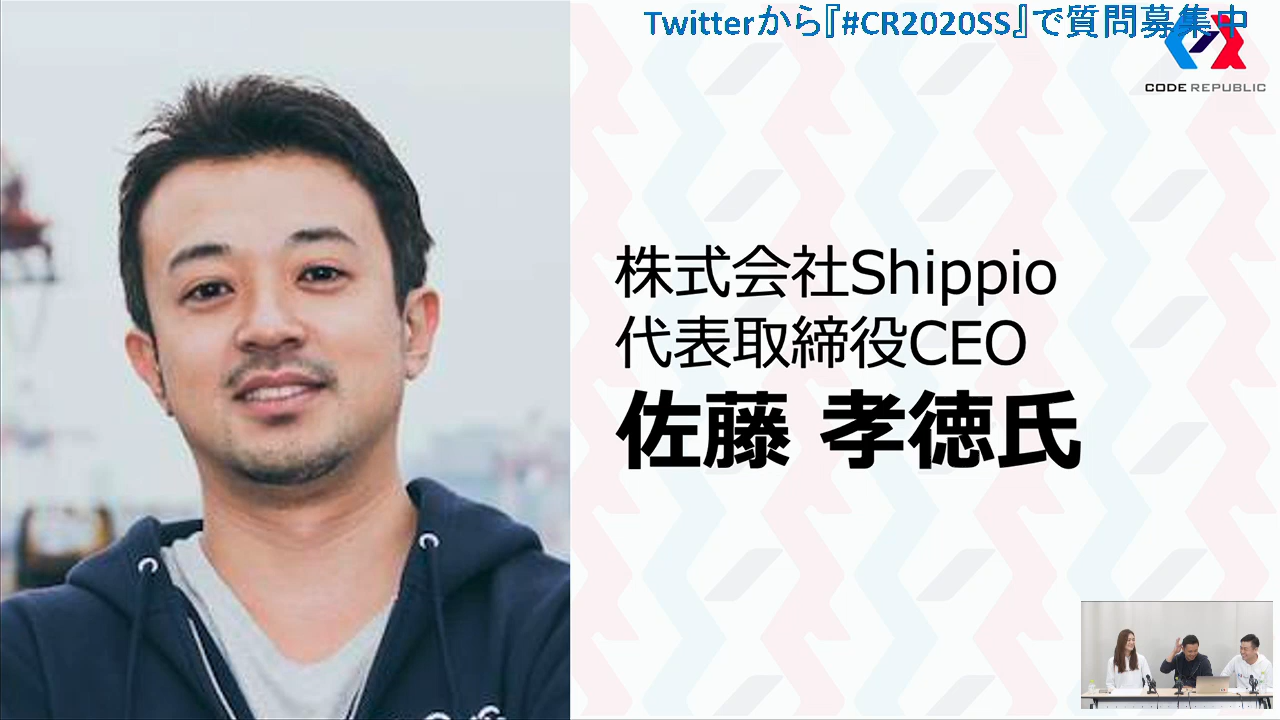 Twitterから『#CR2020SS』で質問募集中
CODE REPUBLIC
株式会社Shippio
代表取締役CEO
佐藤 孝徳氏